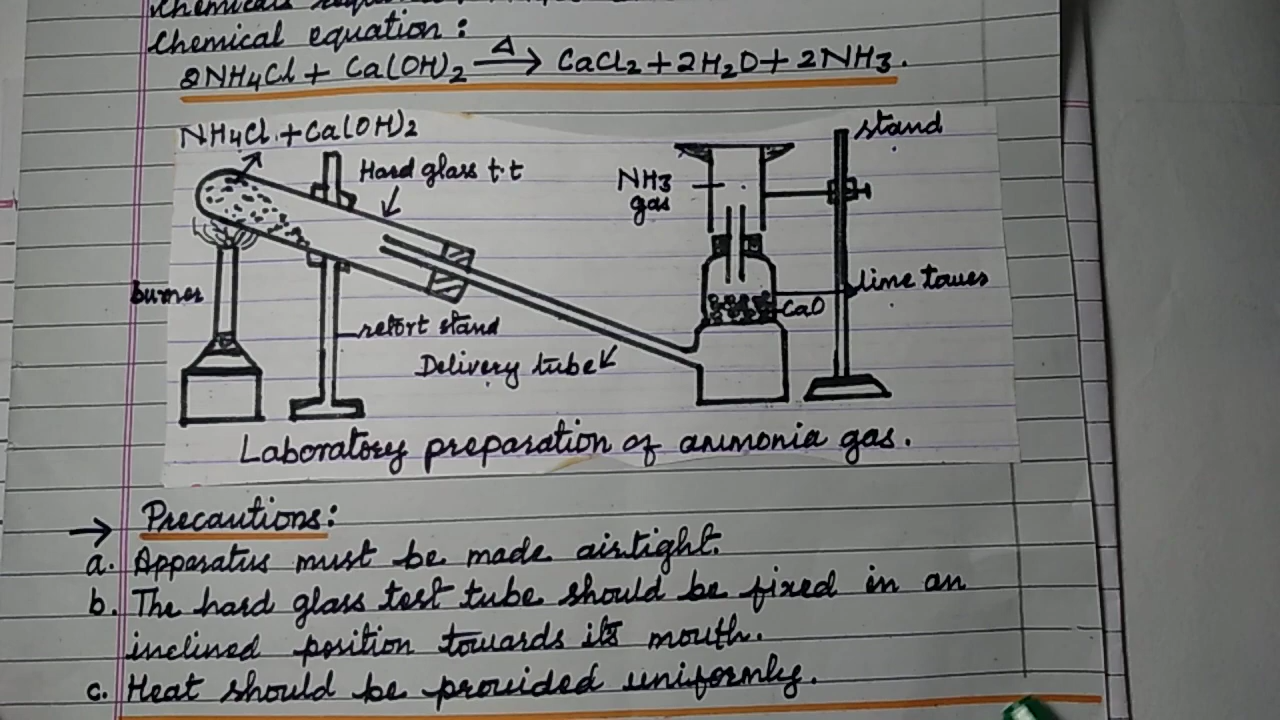 Chemical equation :
2NH4Cl + Ca(OH)2 Δ→ CaCl2 + 2H2O + 2NH3.
NH4Cl + Ca(OH)2
stand
Hard glass t.t
NH3
gas
burner
lime tower
CaO
retort stand
Delivery tube
Laboratory preparation of ammonia gas.
→ Precautions:
a. Apparatus must be made airtight.
b. The hard glass test tube should be fixed in an
inclined position towards its mouth.
c. Heat should be provided uniformly.